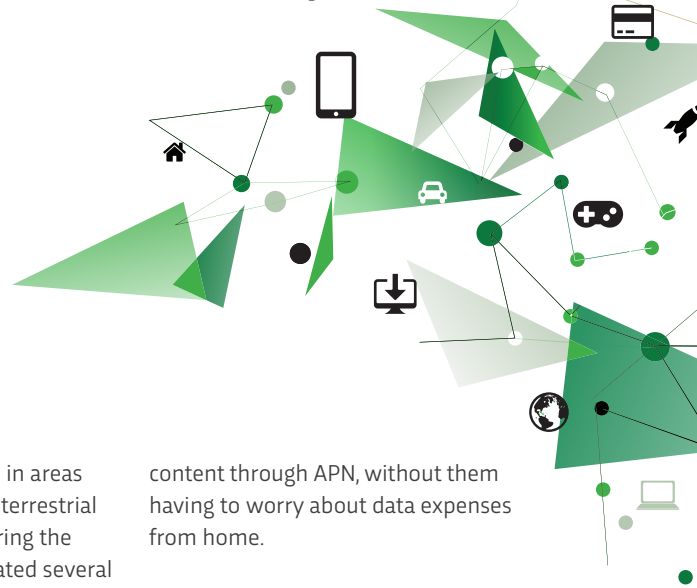 in areas
terrestrial
ring the
ated several
content through APN, without them
having to worry about data expenses
from home.